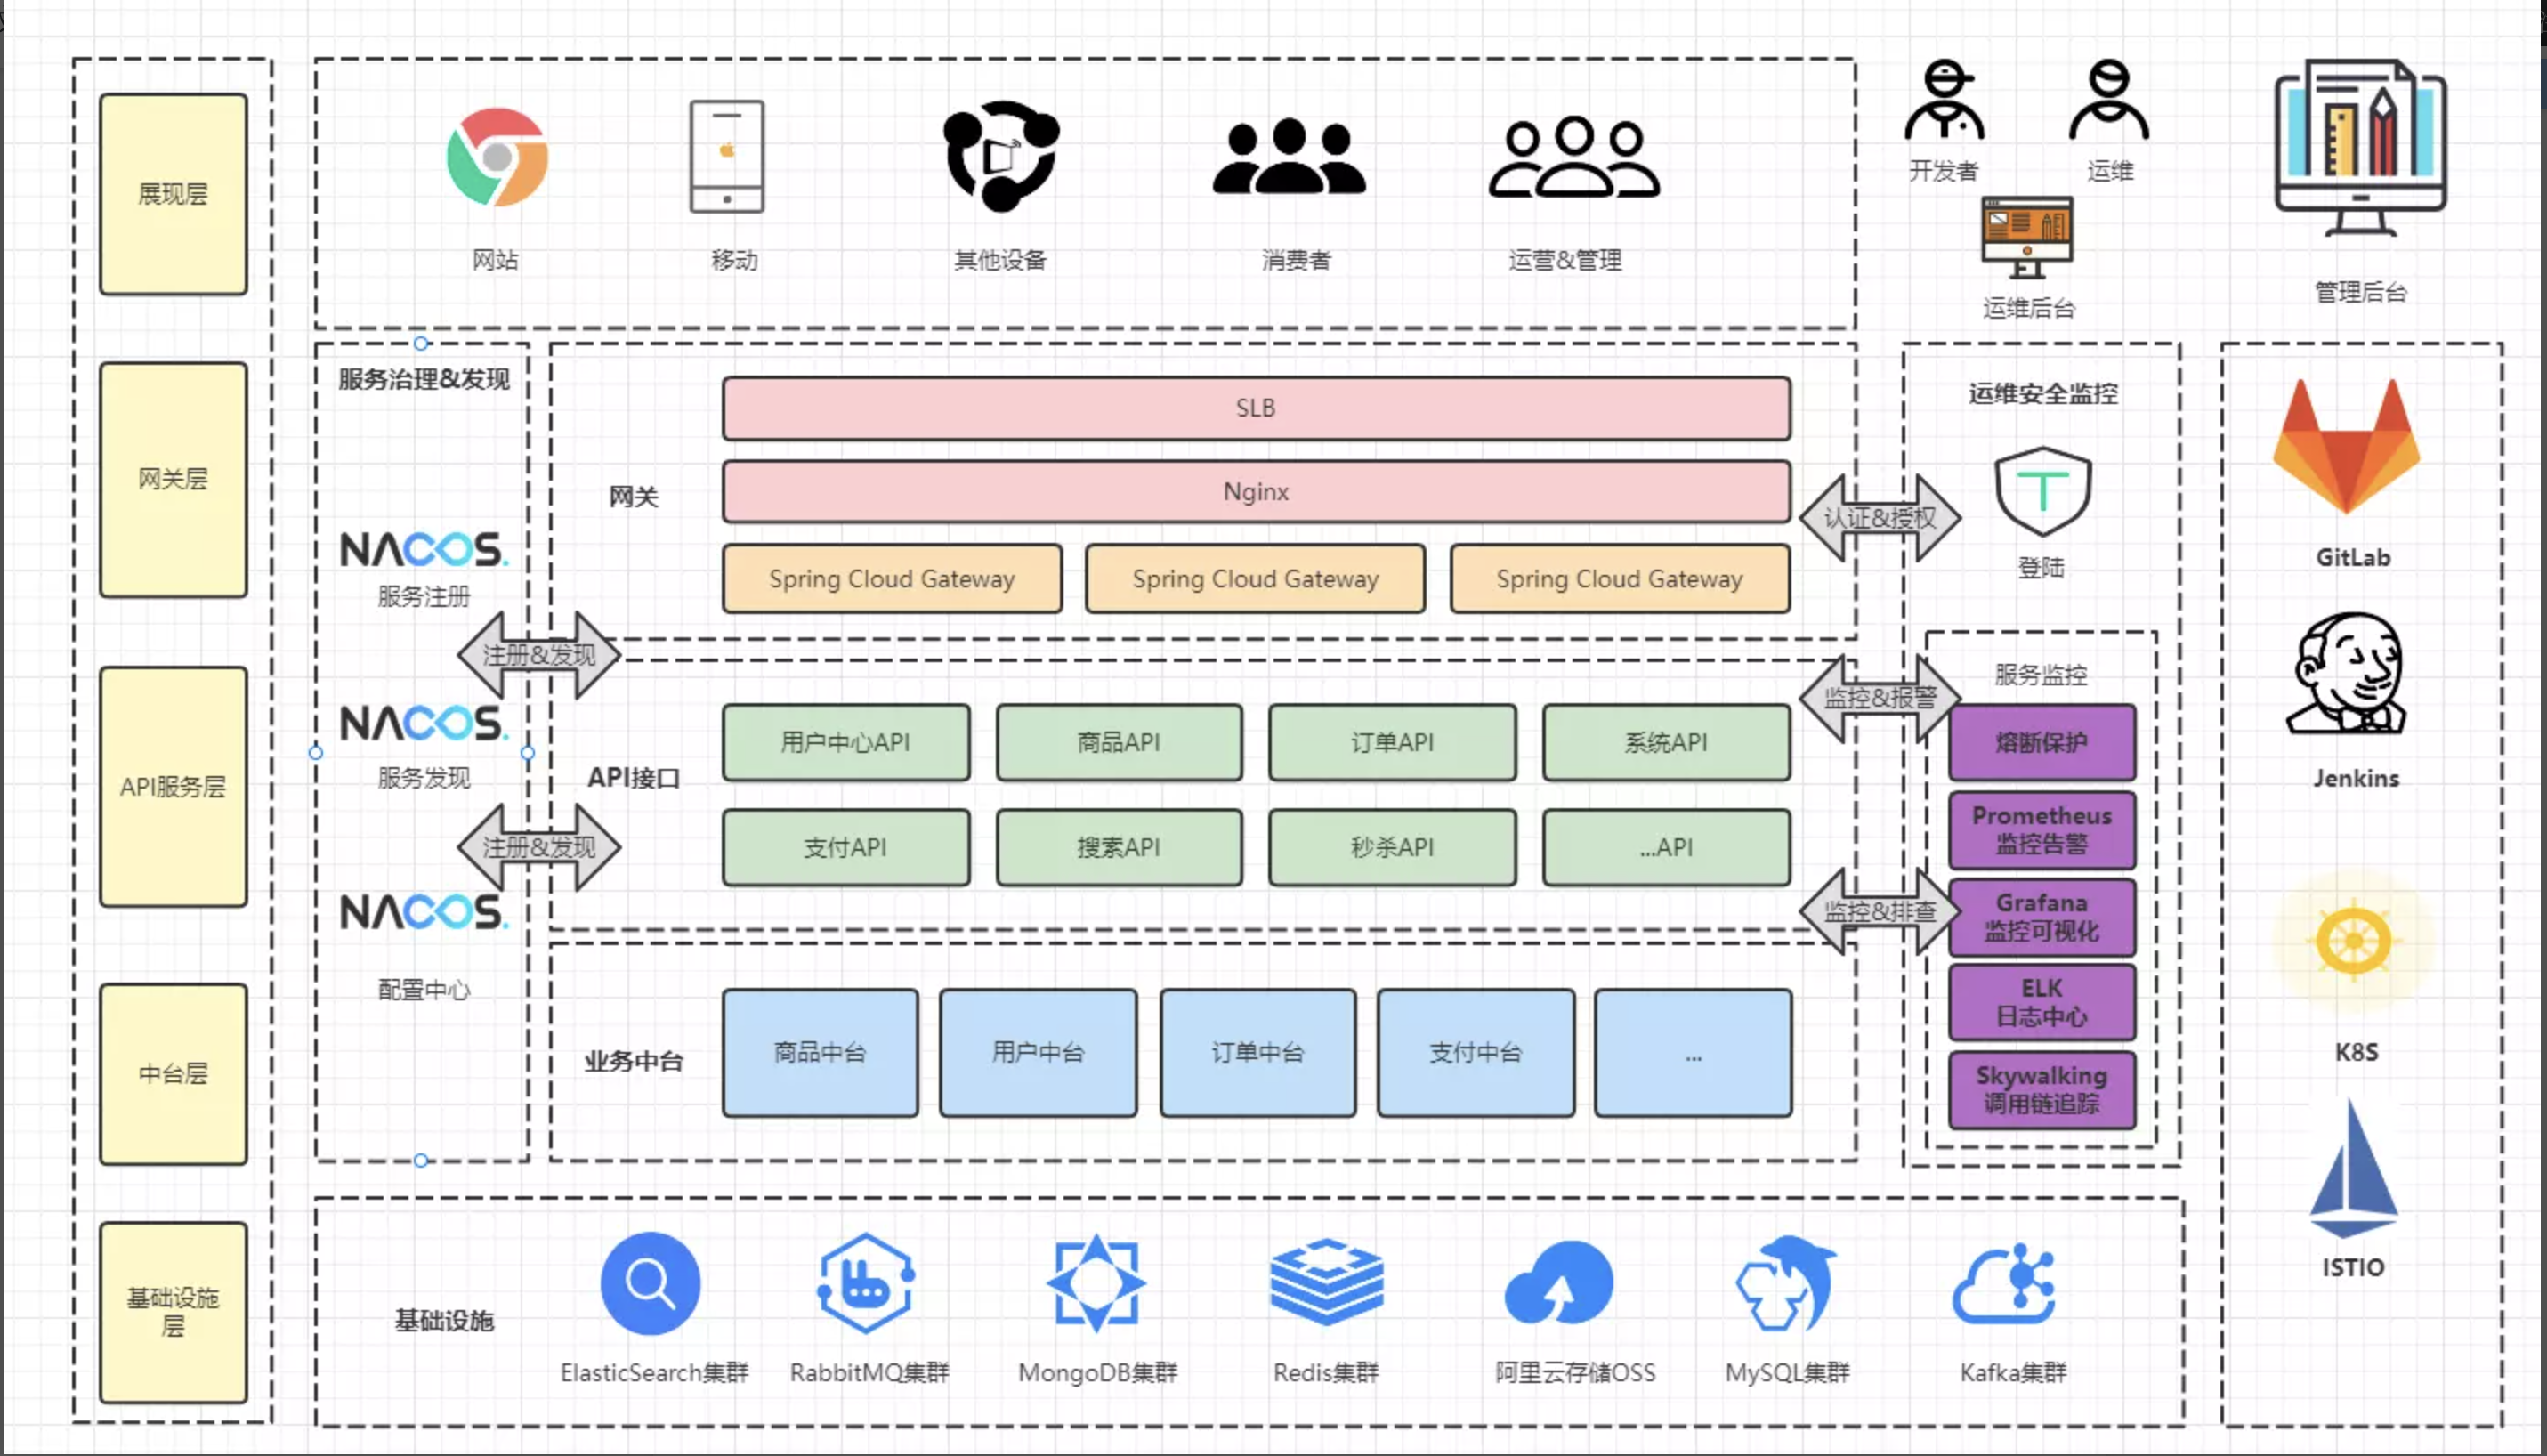 展现层
网关层
API服务层
中台层
基础设施
层
网站
移动
其他设备
消费者
运营&管理
开发者
运维
运维后台
管理后台
服务治理&发现
NACOS.
服务注册
注册&发现
NACOS.
服务发现
注册&发现
NACOS.
配置中心
网关
SLB
Nginx
Spring Cloud Gateway
Spring Cloud Gateway
Spring Cloud Gateway
API接口
用户中心API
商品API
订单API
系统API
支付API
搜索API
秒杀API
...API
业务中台
商品中台
用户中台
订单中台
支付中台
...
认证&授权
监控&报警
监控&排查
运维安全监控
登陆
服务监控
熔断保护
Prometheus
监控告警
Grafana
监控可视化
ELK
日志中心
Skywalking
调用链追踪
GitLab
Jenkins
K8S
ISTIO
基础设施
ElasticSearch集群
RabbitMQ集群
MongoDB集群
Redis集群
阿里云存储OSS
MySQL集群
Kafka集群